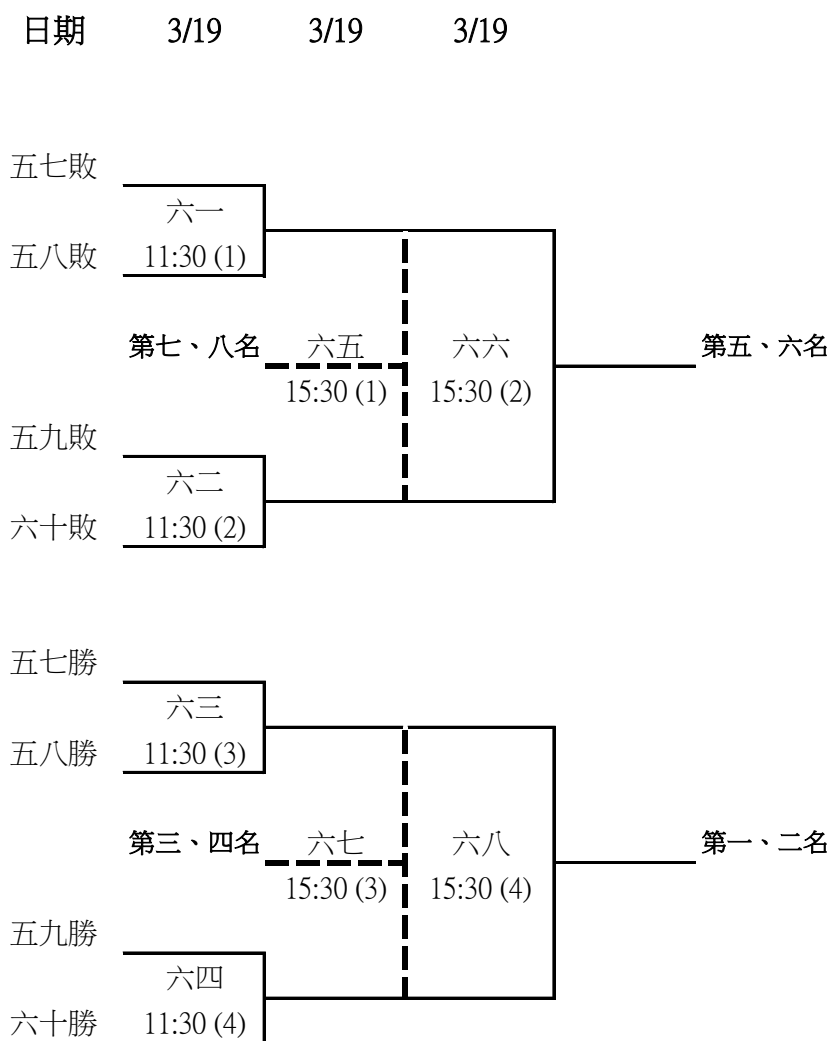 日期 3/19 3/19 3/19
五七敗
六一
五八敗 11:30 (1)
第七、八名 六五 六六 第五、六名
15:30 (1) 15:30 (2)
五九敗
六二
六十敗 11:30 (2)
五七勝
六三
五八勝 11:30 (3)
第三、四名 六七 六八 第一、二名
15:30 (3) 15:30 (4)
五九勝
六四
六十勝 11:30 (4)